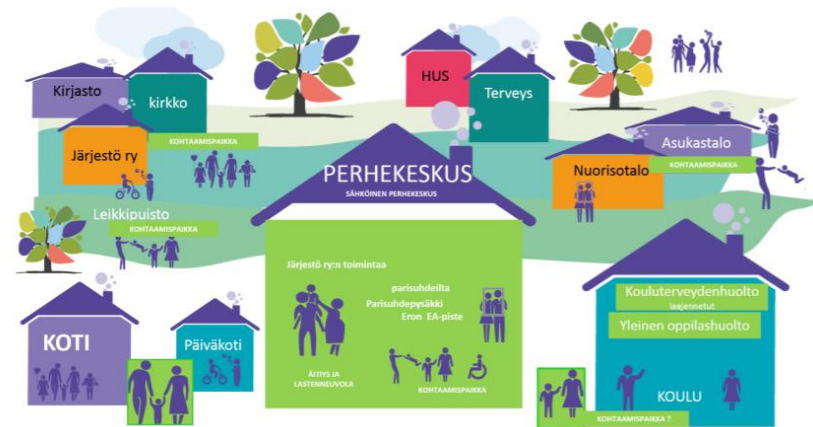 Kirjasto
kirkko
HUS
Terveys
Järjestö ry
KOHTAAMISPAIKKA
Asukastalo
KOHTAAMISPAIKKA
Nuorisotalo
PERHEKESKUS
SÄHKÖINEN PERHEKESKUS
Leikkipuisto
KOHTAAMISPAIKKA
Järjestö ry:n toimintaa
parisuhdeilta
Parisuhdepysäkki
Eron EA-piste
ÄITIYS JA
LASTENNEUVOLA
KOHTAAMISPAIKKA
KOTI
Päiväkoti
Kouluterveydenhuolto
laajennetut
Yleinen oppilashuolto
KOULU
KOHTAAMISPAIKKA ?